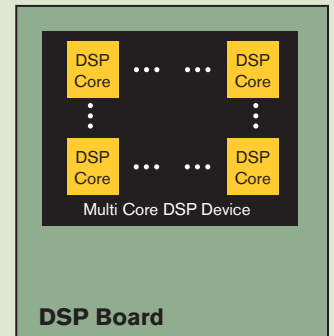 DSP
Core
... ...
DSP
Core
DSP
Core
... ...
DSP
Core
Multi Core DSP Device
DSP Board